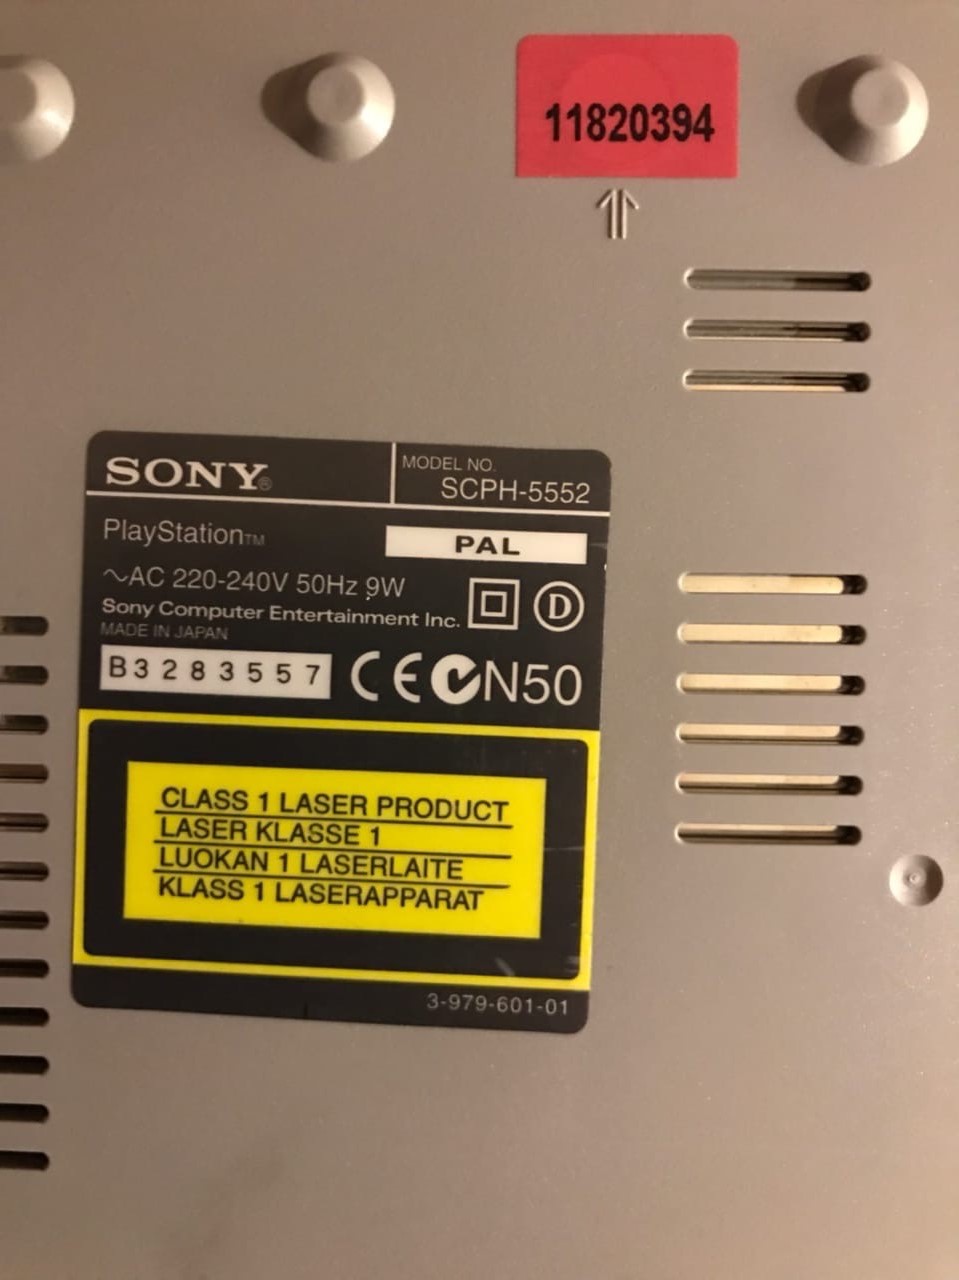 11820394
SONY®
MODEL NO.
SCPH-5552
PlayStation™
PAL
~AC 220-240V 50Hz 9W
Sony Computer Entertainment Inc.
D
MADE IN JAPAN
B3283557
CE N50
CLASS 1 LASER PRODUCT
LASER KLASSE 1
LUOKAN 1 LASERLAITE
KLASS 1 LASERAPPARAT
3-979-601-01